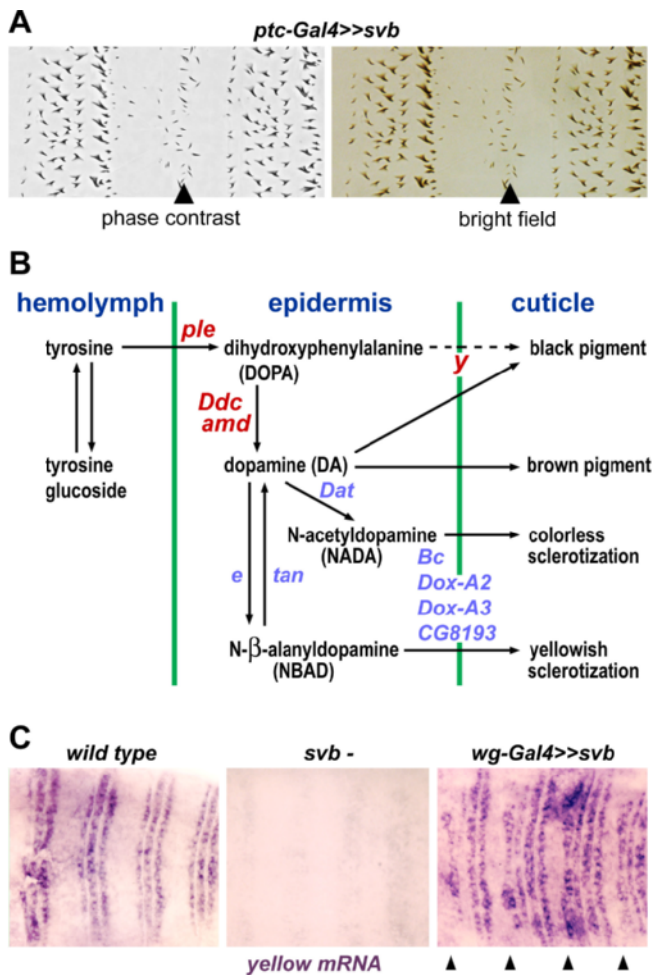 A
ptc-Gal4>>svb
phase contrast
bright field
B
hemolymph
epidermis
cuticle
ple
tyrosine
dihydroxyphenylalanine
(DOPA)
y
black pigment
Ddc
amd
tyrosine
glucoside
dopamine (DA)
brown pigment
Dat
N-acetyldopamine
(NADA)
colorless
sclerotization
e
tan
Bc
Dox-A2
Dox-A3
CG8193
N-β-alanyldopamine
(NBAD)
yellowish
sclerotization
C
wild type
svb -
wg-Gal4>>svb
yellow mRNA